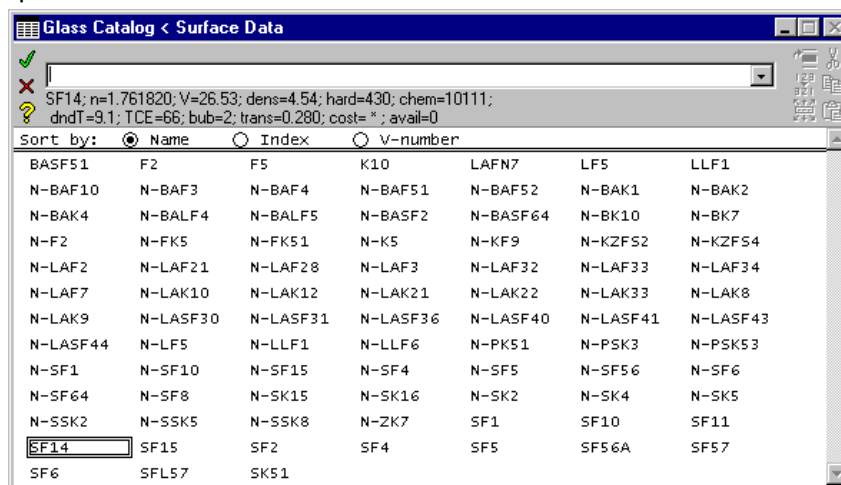 Glass Catalog < Surface Data
SF14; n=1.761820; V=26.53; dens=4.54; hard=430; chem=10111;
dndT=9.1; TCE=66; bub=2; trans=0.280; cost= * ; avail=0
Sort by: Name Index V-number
BASF51 F2 F5 K10 LAFN7 LF5 LLF1
N-BAF10 N-BAF3 N-BAF4 N-BAF51 N-BAF52 N-BAK1 N-BAK2
N-BAK4 N-BALF4 N-BALF5 N-BASF2 N-BASF64 N-BK10 N-BK7
N-F2 N-FK5 N-FK51 N-K5 N-KF9 N-KZFS2 N-KZFS4
N-LAF2 N-LAF21 N-LAF28 N-LAF3 N-LAF32 N-LAF33 N-LAF34
N-LAF7 N-LAK10 N-LAK12 N-LAK21 N-LAK22 N-LAK33 N-LAK8
N-LAK9 N-LASF30 N-LASF31 N-LASF36 N-LASF40 N-LASF41 N-LASF43
N-LASF44 N-LF5 N-LLF1 N-LLF6 N-PK51 N-PSK3 N-PSK53
N-SF1 N-SF10 N-SF15 N-SF4 N-SF5 N-SF56 N-SF6
N-SF64 N-SF8 N-SK15 N-SK16 N-SK2 N-SK4 N-SK5
N-SSK2 N-SSK5 N-SSK8 N-ZK7 SF1 SF10 SF11
SF14 SF15 SF2 SF4 SF5 SF56A SF57
SF6 SFL57 SK51